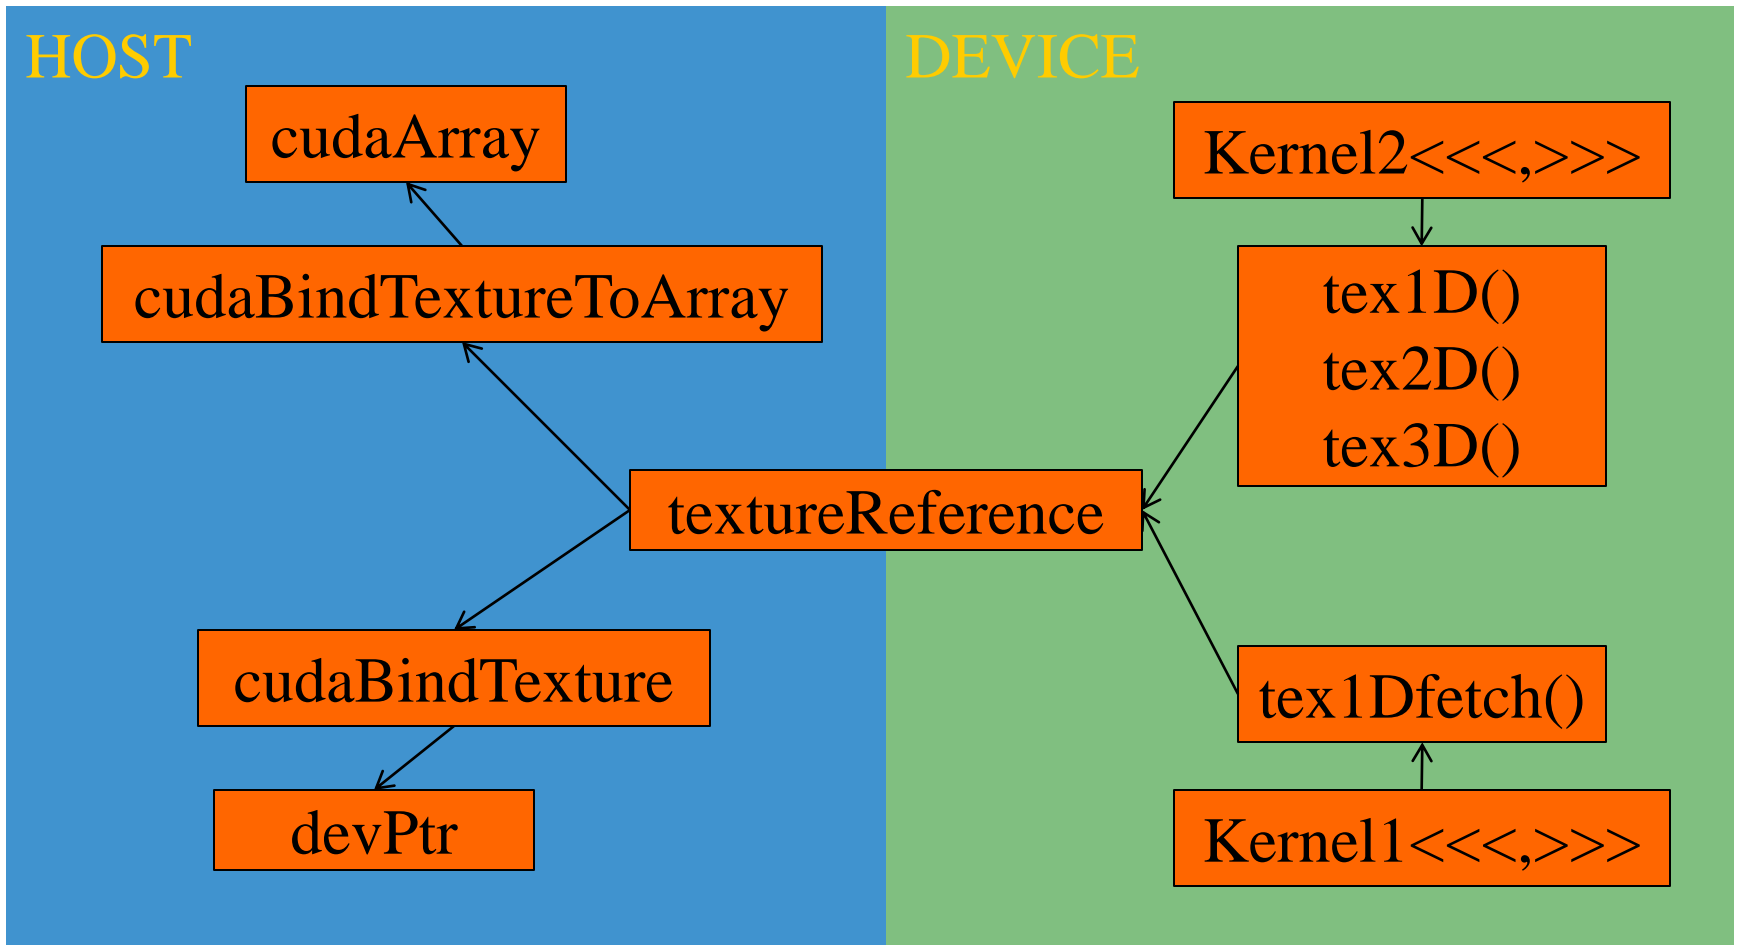 HOST
cudaArray
cudaBindTextureToArray
textureReference
cudaBindTexture
devPtr
DEVICE
Kernel2<<<,>>>
tex1D()
tex2D()
tex3D()
tex1Dfetch()
Kernel1<<<,>>>